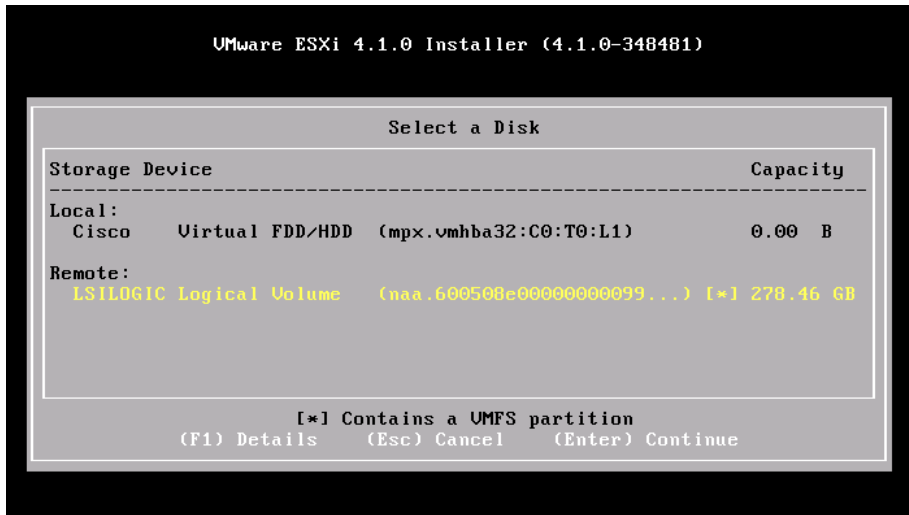 VMware ESXi 4.1.0 Installer (4.1.0-348481)
Select a Disk
Storage Device Capacity
Local:
Cisco Virtual FDD/HDD (mpx.vmhba32:C0:T0:L1) 0.00 B
Remote:
LSILOGIC Logical Volume (naa.600508e00000000099...) [*] 278.46 GB
[*] Contains a VMFS partition
(F1) Details (Esc) Cancel (Enter) Continue